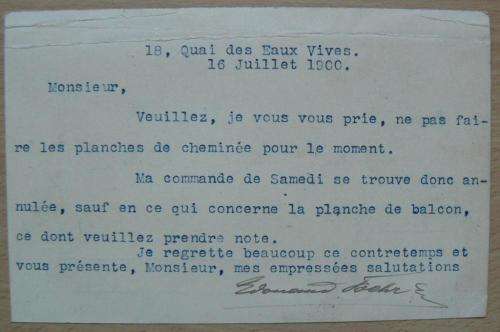 18, Quai des Eaux Vives.
16 Juillet 1900.
Monsieur,
Veuillez, je vous vous prie, ne pas fai-
re les planches de cheminée pour le moment.
Ma commande de Samedi se trouve donc an-
nulée, sauf en ce qui concerne la planche de balcon,
ce dont veuillez prendre note.
Je regrette beaucoup ce contretemps et
vous présente, Monsieur, mes empressées salutations
Edouard